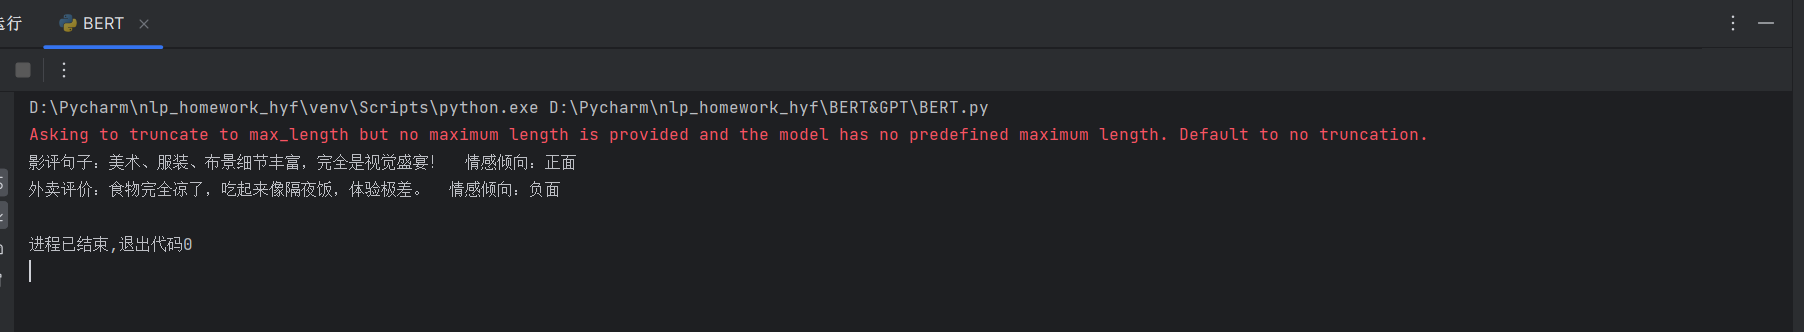 运行
BERT
D:\Pycharm\nlp_homework_hyf\venv\Scripts\python.exe D:\Pycharm\nlp_homework_hyf\BERT&GPT\BERT.py
Asking to truncate to max_length but no maximum length is provided and the model has no predefined maximum length. Default to no truncation.
影评句子：美术、服装、布景细节丰富，完全是视觉盛宴！  情感倾向：正面
外卖评价：食物完全凉了，吃起来像隔夜饭，体验极差。  情感倾向：负面
进程已结束,退出代码0